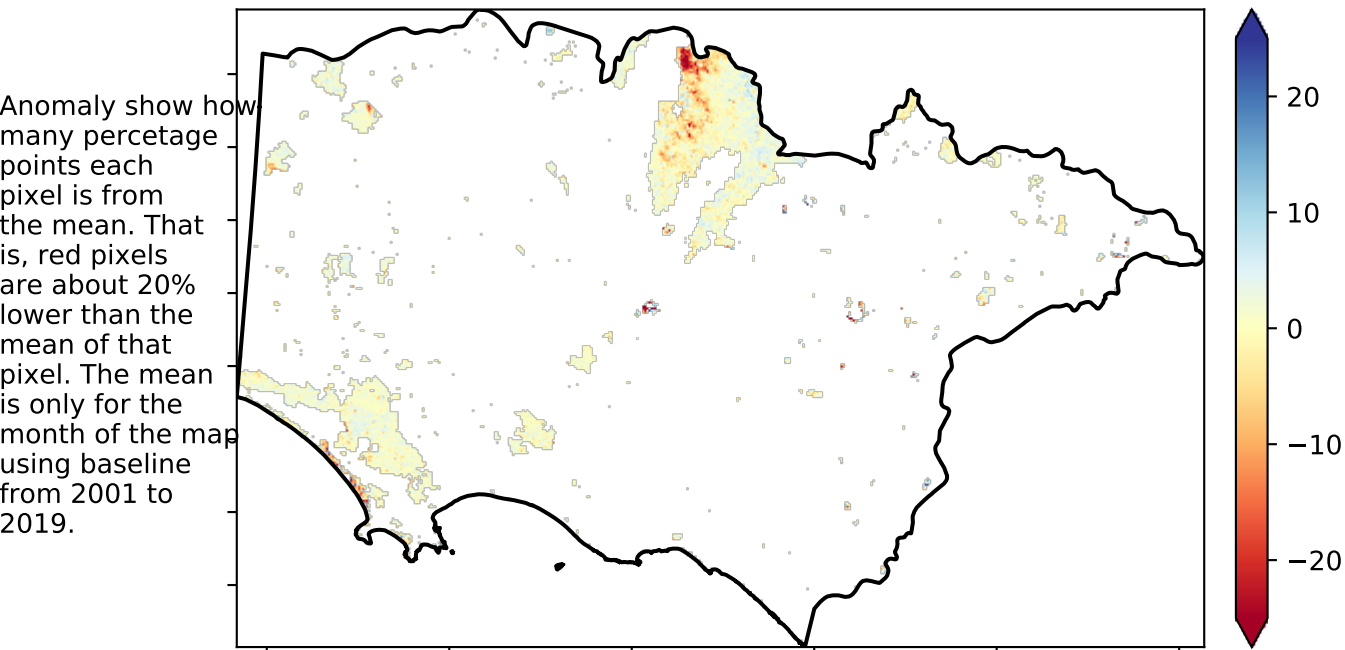 Anomaly show how
many percetage
points each
pixel is from
the mean. That
is, red pixels
are about 20%
lower than the
mean of that
pixel. The mean
is only for the
month of the map
using baseline
from 2001 to
2019.
20
10
0
−10
−20